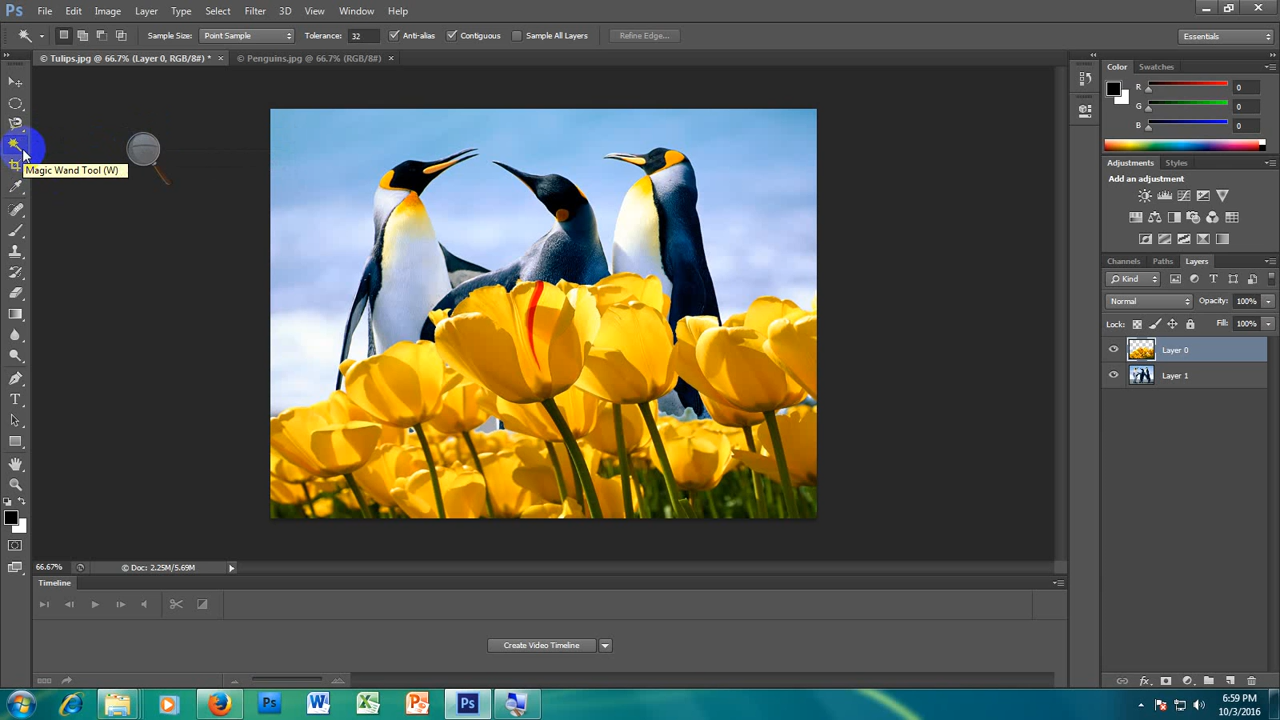 Ps File Edit Image Layer Type Select Filter 3D View Window Help
Sample Size: Point Sample Tolerance: 32 Anti-alias Contiguous Sample All Layers Refine Edge... Essentials
© Tulips.jpg @ 66.7% (Layer 0, RGB/8#) * × © Penguins.jpg @ 66.7% (RGB/8#) ×
Color Swatches
R 0
G 0
B 0
Magic Wand Tool (W)
Adjustments Styles
Add an adjustment
Channels Paths Layers
Kind
Normal Opacity: 100%
Lock: Fill: 100%
Layer 0
Layer 1
T
66.67% © Doc: 2.25M/5.69M
Timeline
Create Video Timeline
fx
Ps Ps
6:59 PM
10/3/2016